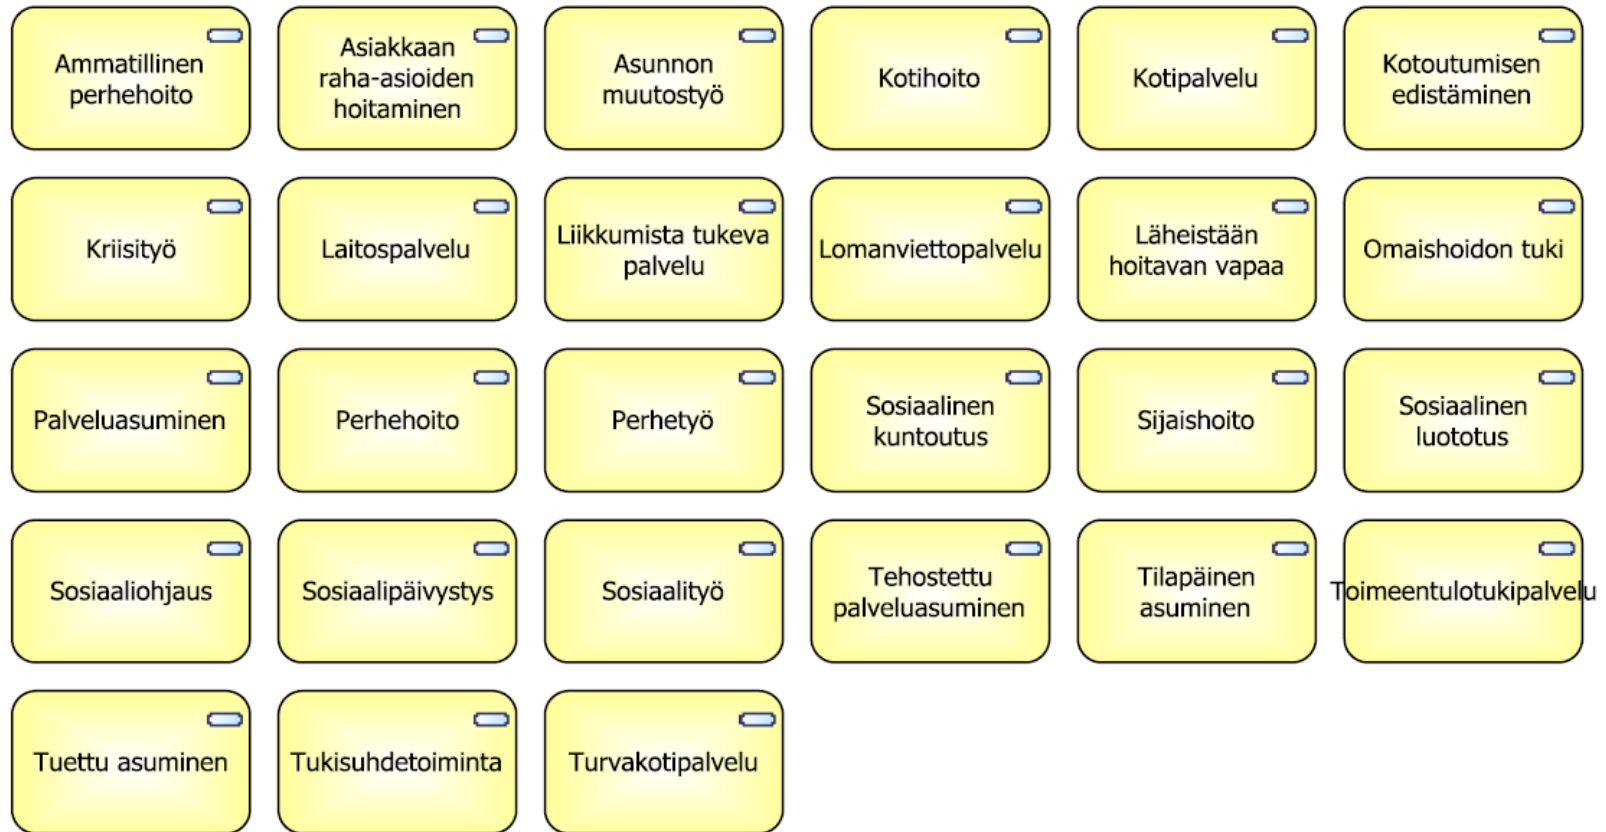 Ammatillinen
perhehoito
Asiakkaan
raha-asioiden
hoitaminen
Asunnon
muutostyö
Kotihoito
Kotipalvelu
Kotoutumisen
edistäminen
Kriisityö
Laitospalvelu
Liikkumista tukeva
palvelu
Lomanviettopalvelu
Läheistään
hoitavan vapaa
Omaishoidon tuki
Palveluasuminen
Perhehoito
Perhetyö
Sosiaalinen
kuntoutus
Sijaishoito
Sosiaalinen
luototus
Sosiaaliohjaus
Sosiaalipäivystys
Sosiaalityö
Tehostettu
palveluasuminen
Tilapäinen
asuminen
Toimeentulotukipalvelu
Tuettu asuminen
Tukisuhdetoiminta
Turvakotipalvelu